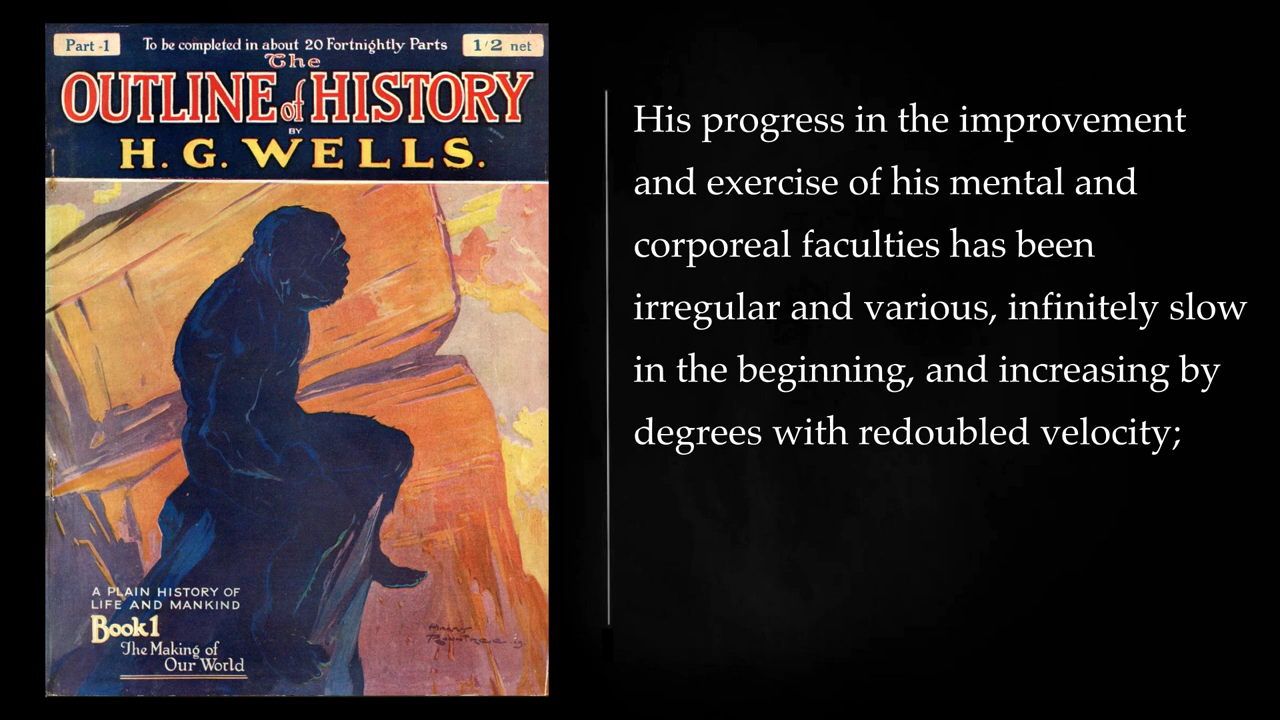 Part -1
To be completed in about 20 Fortnightly Parts
1/2 net
The
OUTLINE of HISTORY
BY
H. G. WELLS.
A PLAIN HISTORY OF
LIFE AND MANKIND
Book 1
The Making of
Our World
His progress in the improvement
and exercise of his mental and
corporeal faculties has been
irregular and various, infinitely slow
in the beginning, and increasing by
degrees with redoubled velocity;